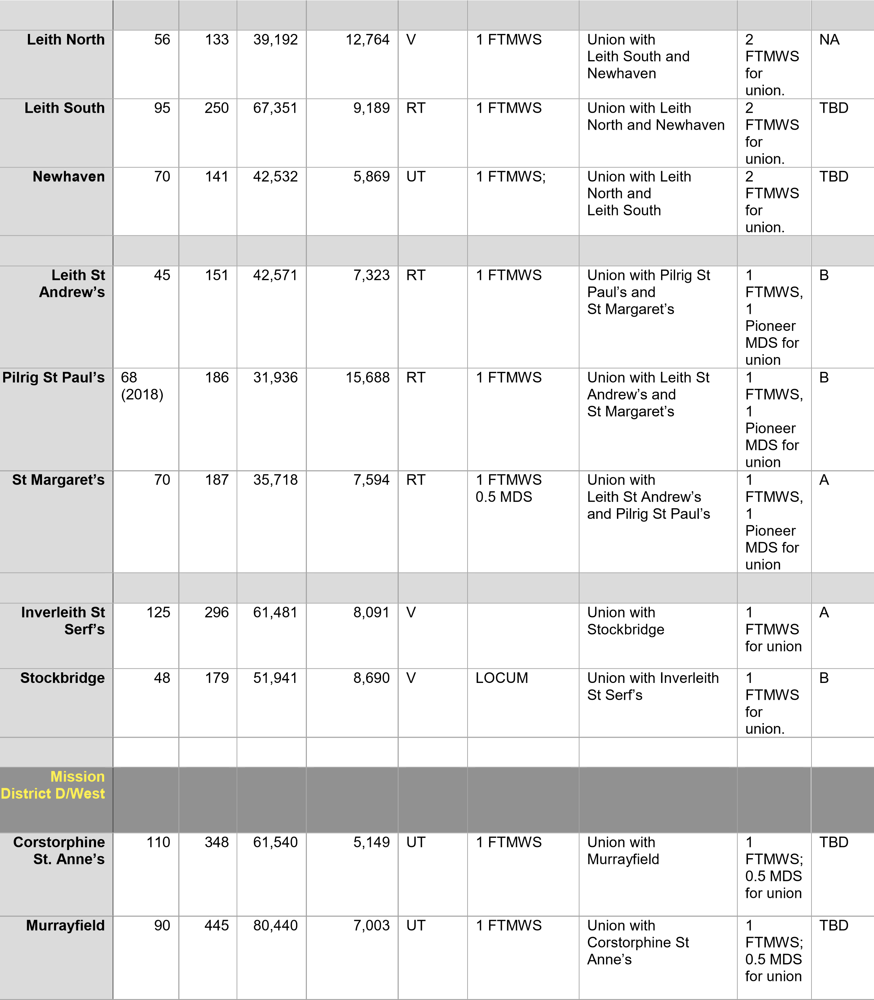 Leith North 56 133 39,192 12,764 V 1 FTMWS Union with 2 NA
Leith South and FTMWS
Newhaven for
union.
Leith South 95 250 67,351 9,189 RT 1 FTMWS Union with Leith 2 TBD
North and Newhaven FTMWS
for
union.
Newhaven 70 141 42,532 5,869 UT 1 FTMWS; Union with Leith 2 TBD
North and FTMWS
Leith South for
union.
Leith St 45 151 42,571 7,323 RT 1 FTMWS Union with Pilrig St 1 B
Andrew’s Paul’s and FTMWS,
St Margaret’s 1
Pioneer
MDS for
union
Pilrig St Paul’s 68 186 31,936 15,688 RT 1 FTMWS Union with Leith St 1 B
(2018) Andrew’s and FTMWS,
St Margaret’s 1
Pioneer
MDS for
union
St Margaret’s 70 187 35,718 7,594 RT 1 FTMWS Union with 1 A
0.5 MDS Leith St Andrew’s FTMWS,
and Pilrig St Paul’s 1
Pioneer
MDS for
union
Inverleith St 125 296 61,481 8,091 V Union with 1 A
Serf’s Stockbridge FTMWS
for union
Stockbridge 48 179 51,941 8,690 V LOCUM Union with Inverleith 1 B
St Serf’s FTMWS
for
union.
Mission
District D/West
Corstorphine 110 348 61,540 5,149 UT 1 FTMWS Union with 1 TBD
St. Anne’s Murrayfield FTMWS;
0.5 MDS
for union
Murrayfield 90 445 80,440 7,003 UT 1 FTMWS Union with 1 TBD
Corstorphine St FTMWS;
Anne’s 0.5 MDS
for union